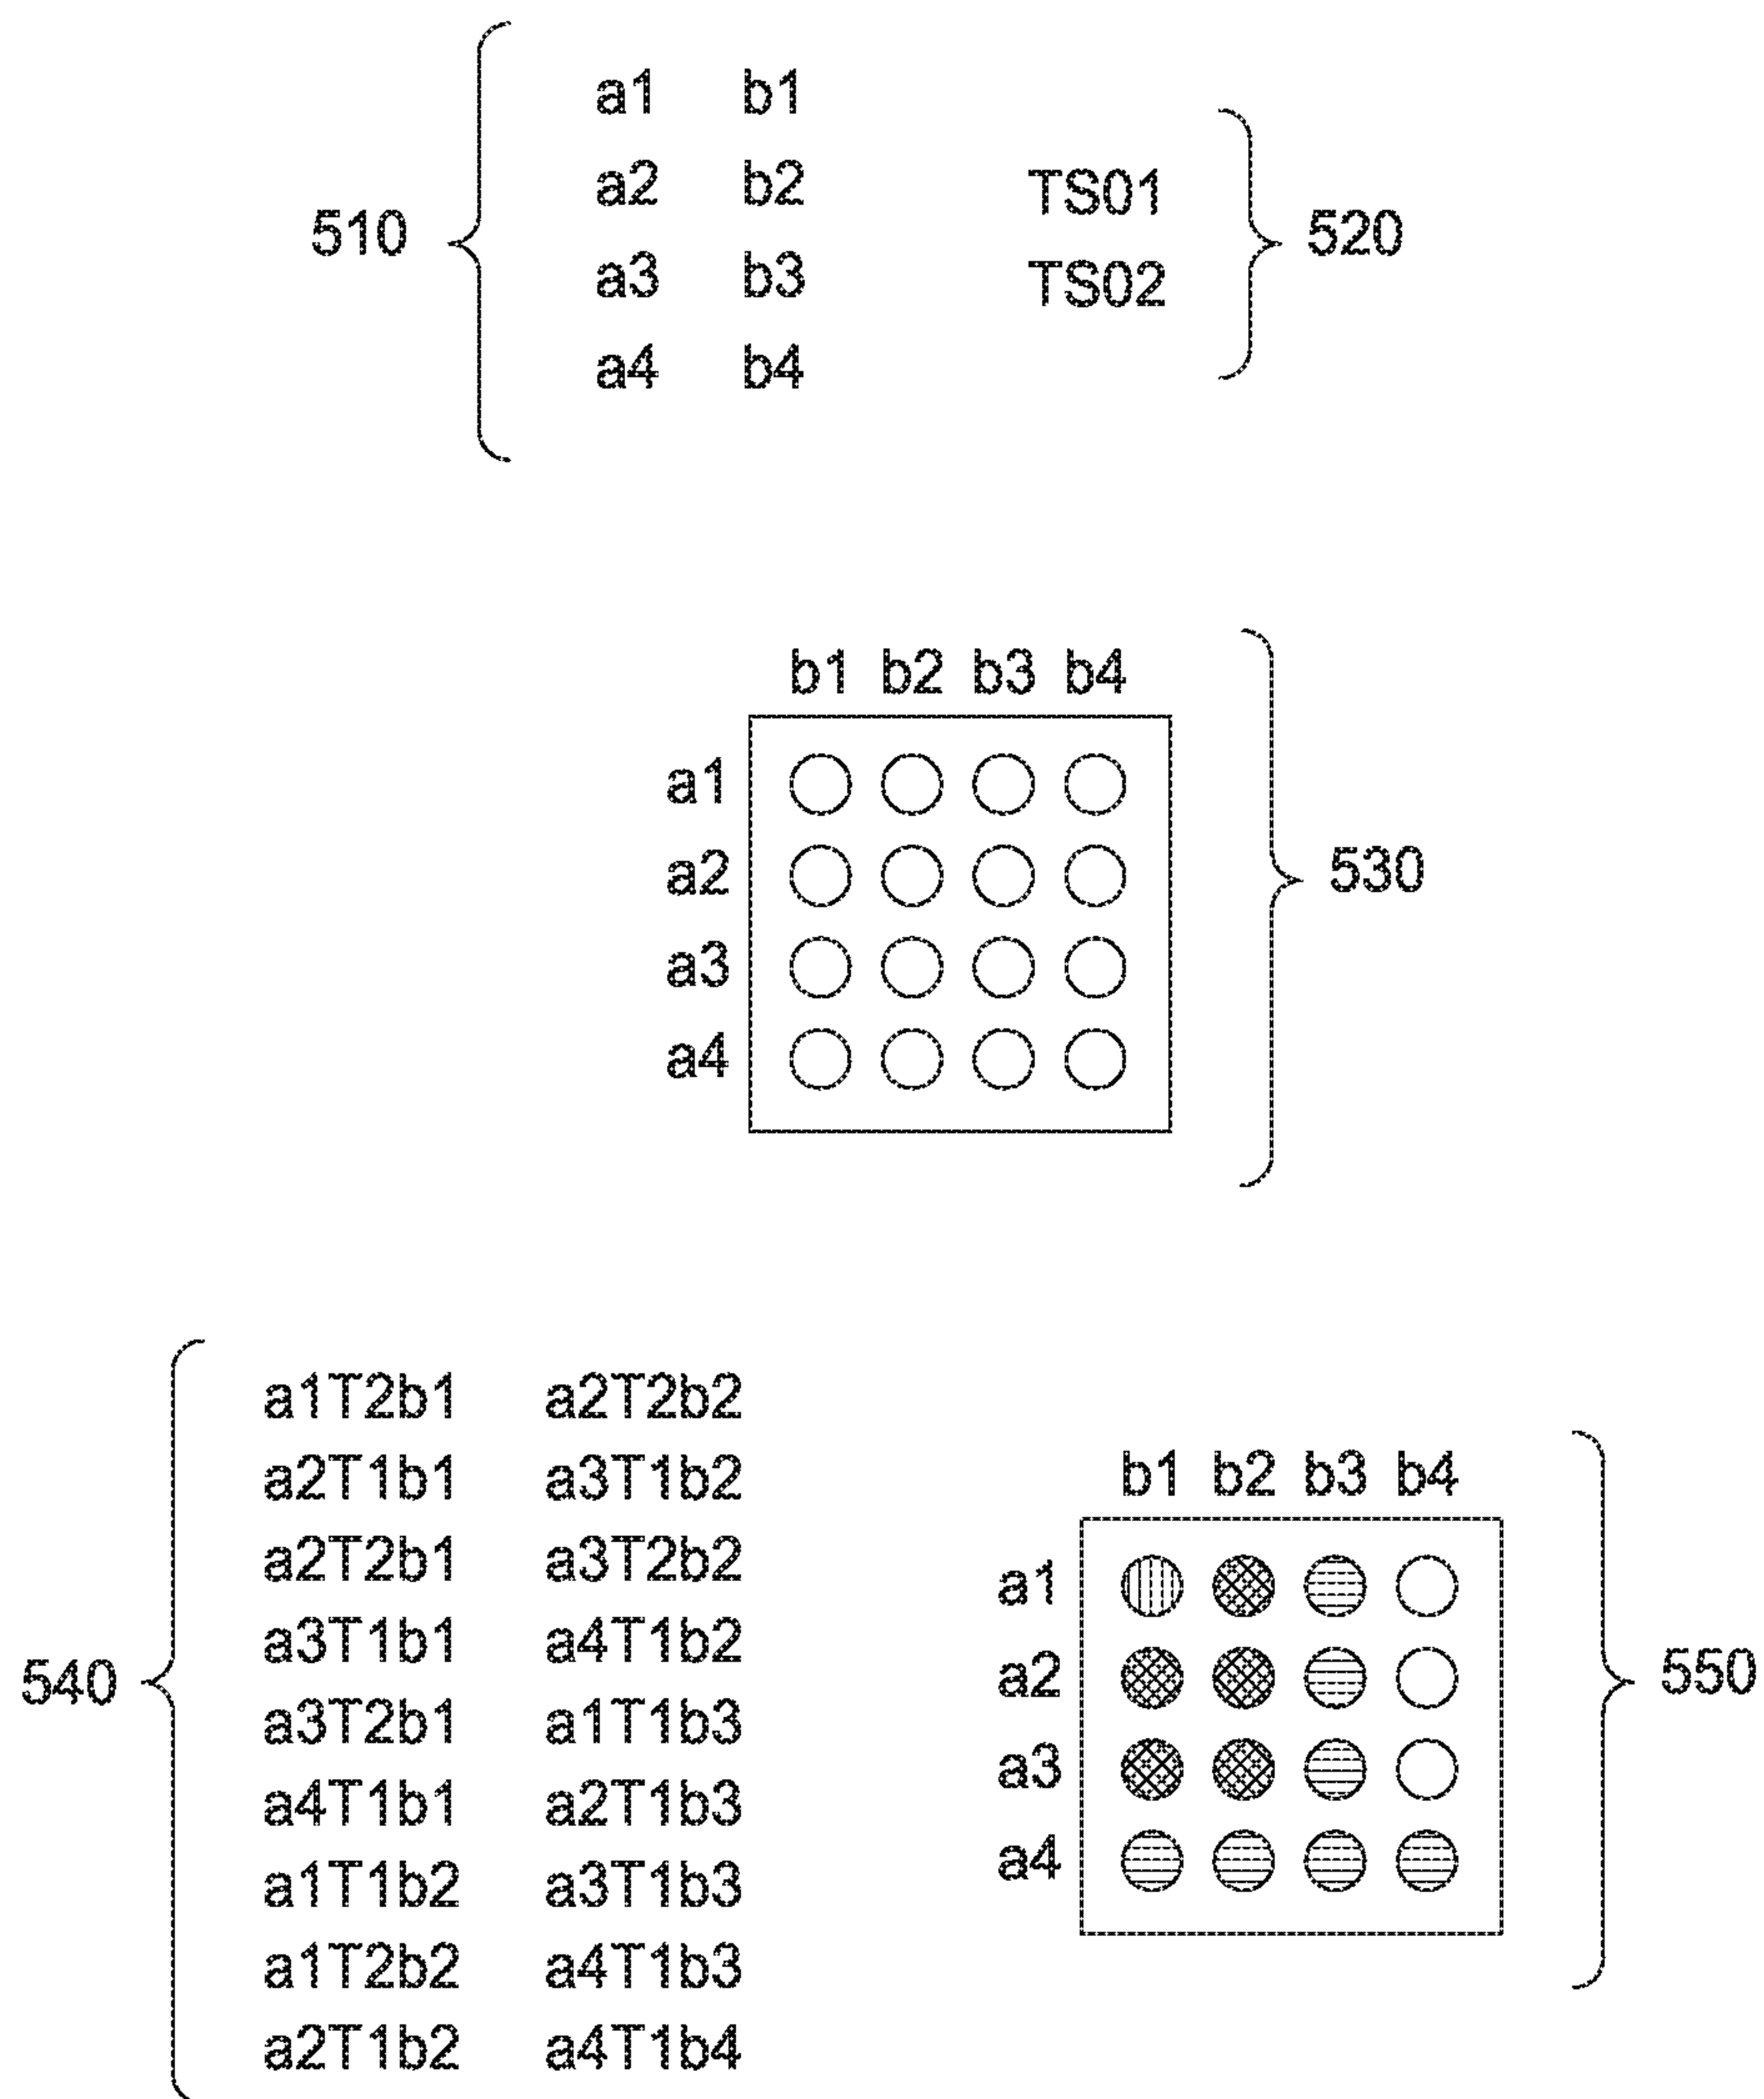 a1 b1
a2 b2
a3 b3
a4 b4
510
TS01
TS02
520
b1 b2 b3 b4
a1
a2
a3
a4
530
540
a1T2b1 a2T2b2
a2T1b1 a3T1b2
a2T2b1 a3T2b2
a3T1b1 a4T1b2
a3T2b1 a1T1b3
a4T1b1 a2T1b3
a1T1b2 a3T1b3
a1T2b2 a4T1b3
a2T1b2 a4T1b4
b1 b2 b3 b4
a1
a2
a3
a4
550